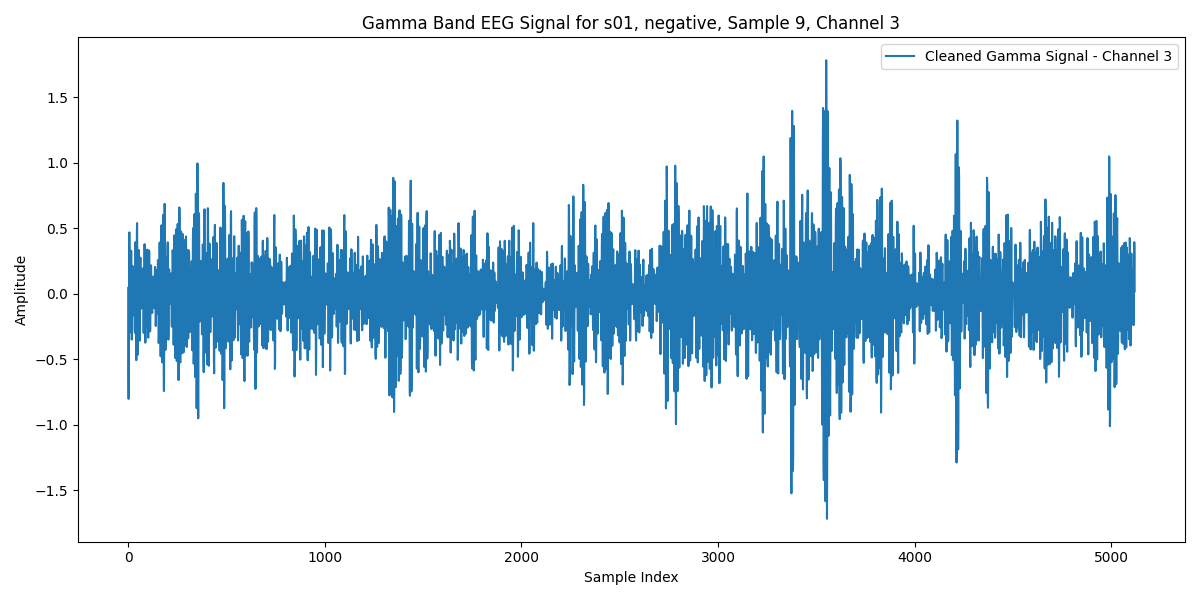 Gamma Band EEG Signal for s01, negative, Sample 9, Channel 3
Cleaned Gamma Signal - Channel 3
1.5
1.0
0.5
0.0
−0.5
−1.0
−1.5
Amplitude
0 1000 2000 3000 4000 5000
Sample Index